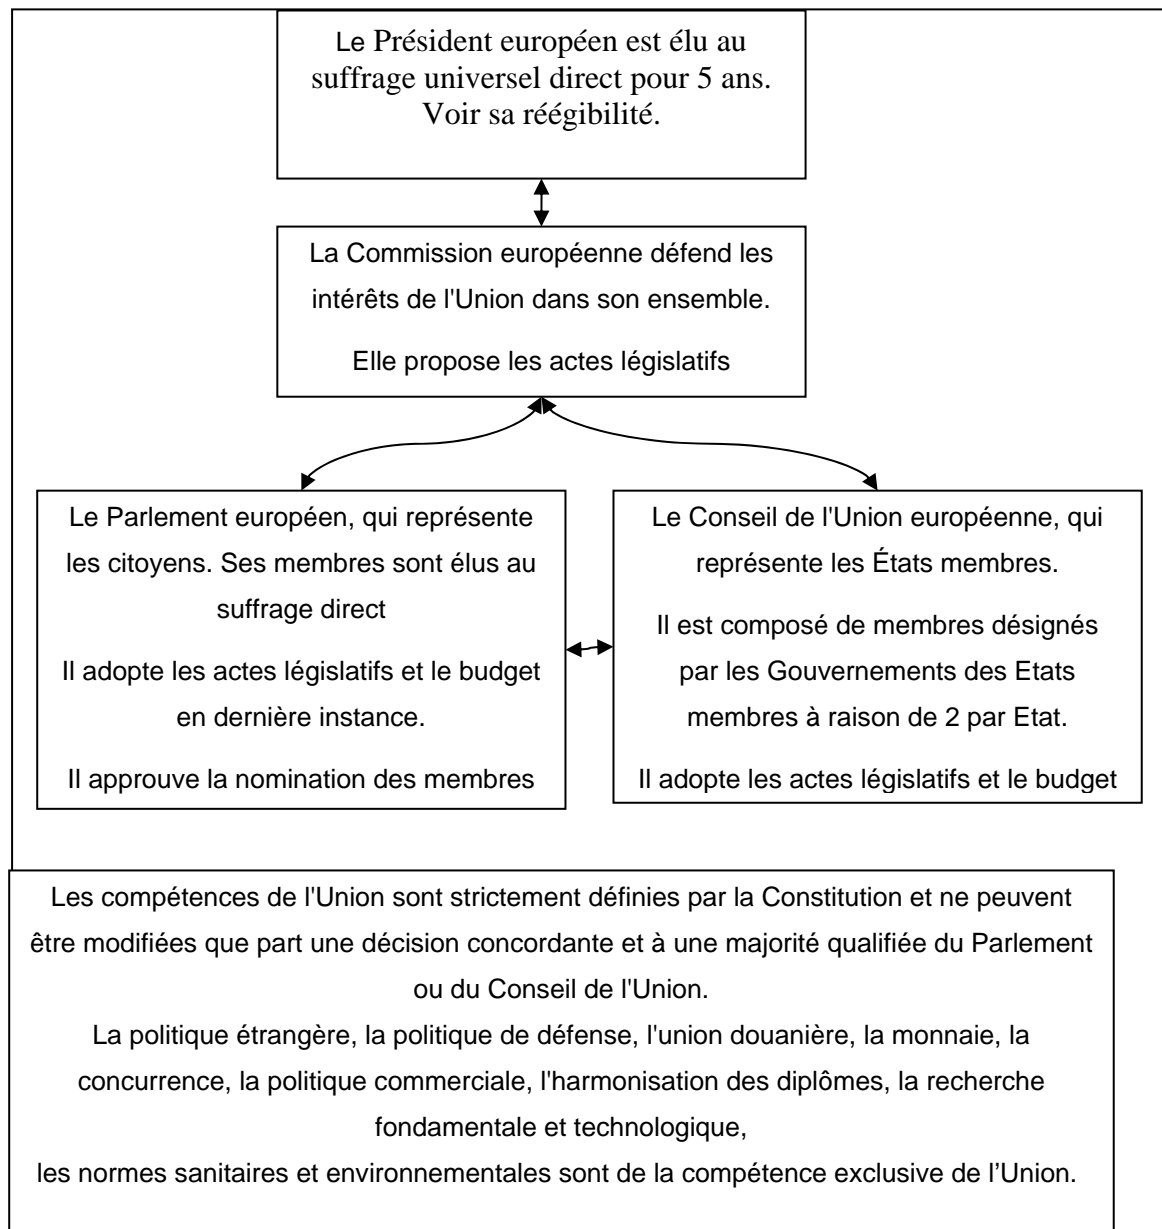 Le Président européen est élu au
suffrage universel direct pour 5 ans.
Voir sa réégibilité.
La Commission européenne défend les
intérêts de l'Union dans son ensemble.
Elle propose les actes législatifs
Le Parlement européen, qui représente
les citoyens. Ses membres sont élus au
suffrage direct
Il adopte les actes législatifs et le budget
en dernière instance.
Il approuve la nomination des membres
Le Conseil de l'Union européenne, qui
représente les États membres.
Il est composé de membres désignés
par les Gouvernements des Etats
membres à raison de 2 par Etat.
Il adopte les actes législatifs et le budget
Les compétences de l'Union sont strictement définies par la Constitution et ne peuvent
être modifiées que part une décision concordante et à une majorité qualifiée du Parlement
ou du Conseil de l'Union.
La politique étrangère, la politique de défense, l'union douanière, la monnaie, la
concurrence, la politique commerciale, l'harmonisation des diplômes, la recherche
fondamentale et technologique,
les normes sanitaires et environnementales sont de la compétence exclusive de l’Union.